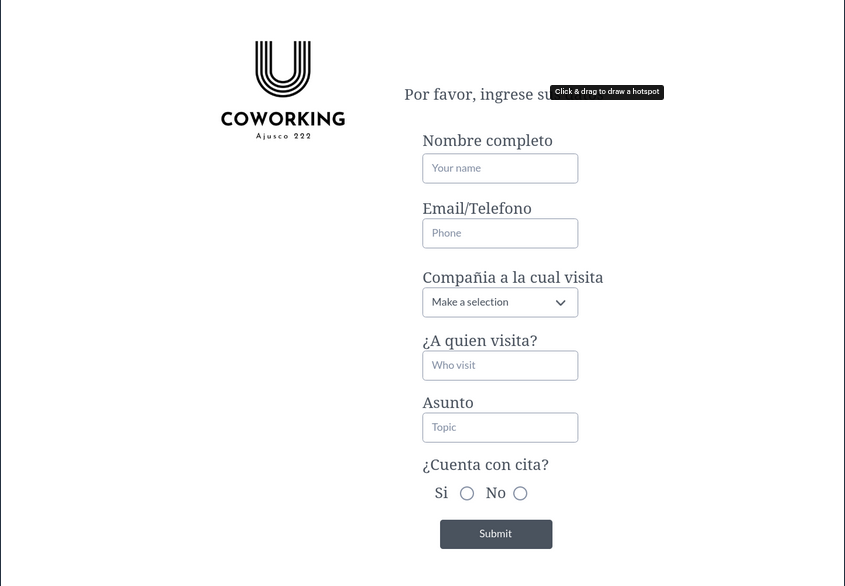 COWORKING
Ajusco 222
Por favor, ingrese
Click & drag to draw a hotspot
Nombre completo
Your name
Email/Telefono
Phone
Compañia a la cual visita
Make a selection
¿A quien visita?
Who visit
Asunto
Topic
¿Cuenta con cita?
Si No
Submit